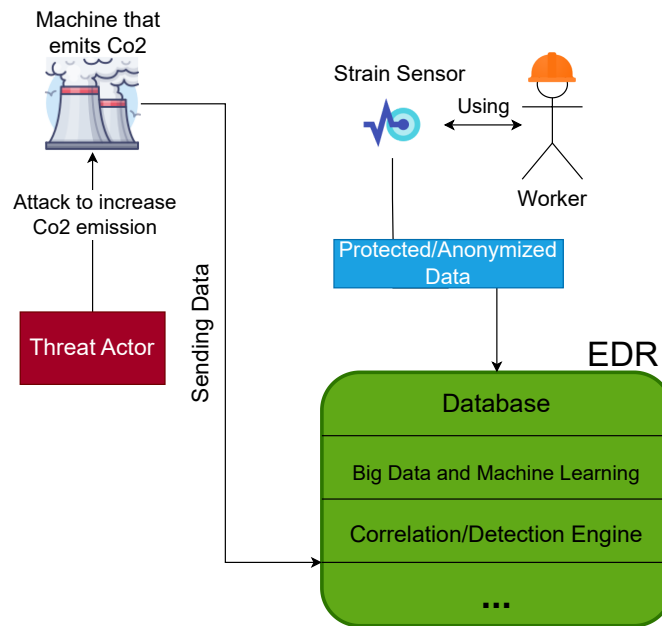 Machine that
emits Co2
Strain Sensor
Using
Worker
Attack to increase
Co2 emission
Protected/Anonymized
Data
Threat Actor
Sending Data
EDR
Database
Big Data and Machine Learning
Correlation/Detection Engine
...